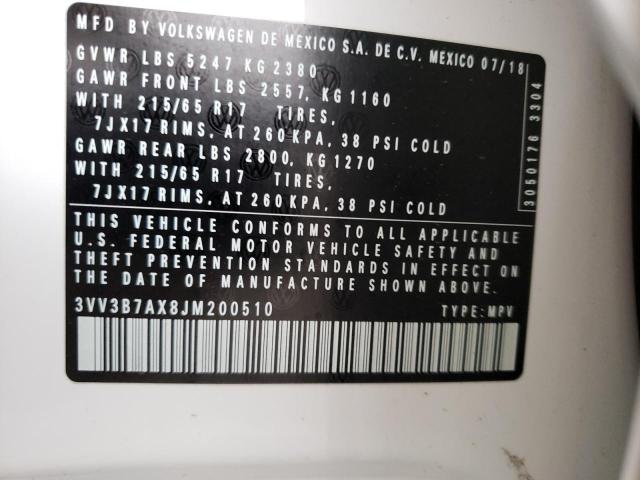 MFD BY VOLKSWAGEN DE MEXICO S.A. DE C.V. MEXICO 07/18
GVWR LBS 5247 KG 2380
GAWR FRONT LBS 2557, KG 1160
WITH 215/65 R17 TIRES,
7JX17 RIMS, AT 260 KPA, 38 PSI COLD
GAWR REAR LBS 2800, KG 1270
WITH 215/65 R17 TIRES,
7JX17 RIMS, AT 260 KPA, 38 PSI COLD
3050176 3304
THIS VEHICLE CONFORMS TO ALL APPLICABLE
U.S. FEDERAL MOTOR VEHICLE SAFETY AND
THEFT PREVENTION STANDARDS IN EFFECT ON
THE DATE OF MANUFACTURE SHOWN ABOVE.
3VV3B7AX8JM200510 TYPE: MPV